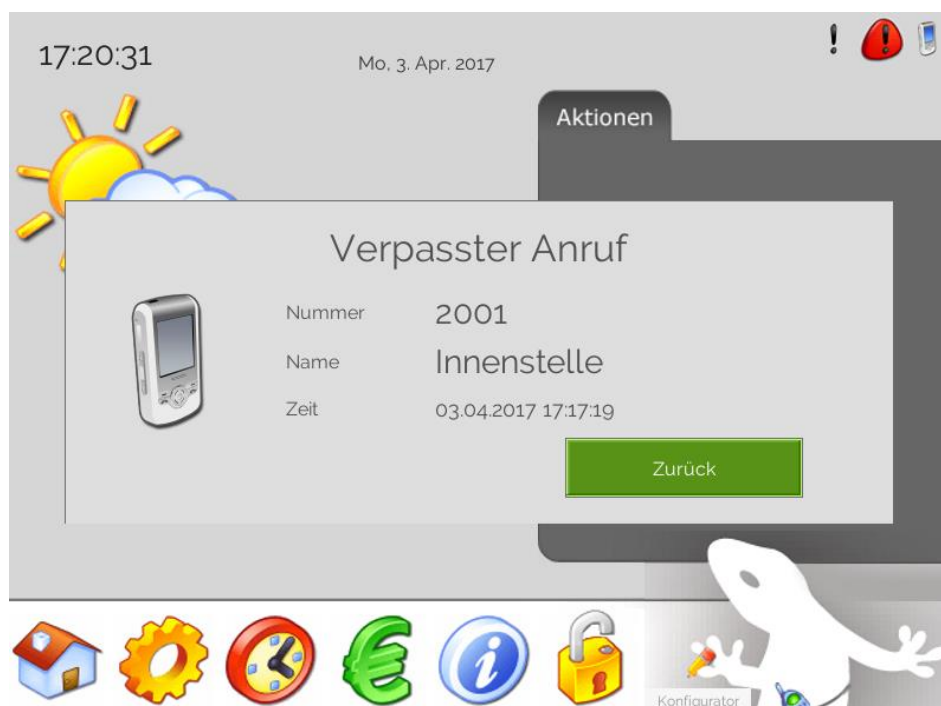 17:20:31
Mo, 3. Apr. 2017
Aktionen
Verpasster Anruf
Nummer 2001
Name Innenstelle
Zeit 03.04.2017 17:17:19
Zurück
Konfigurator